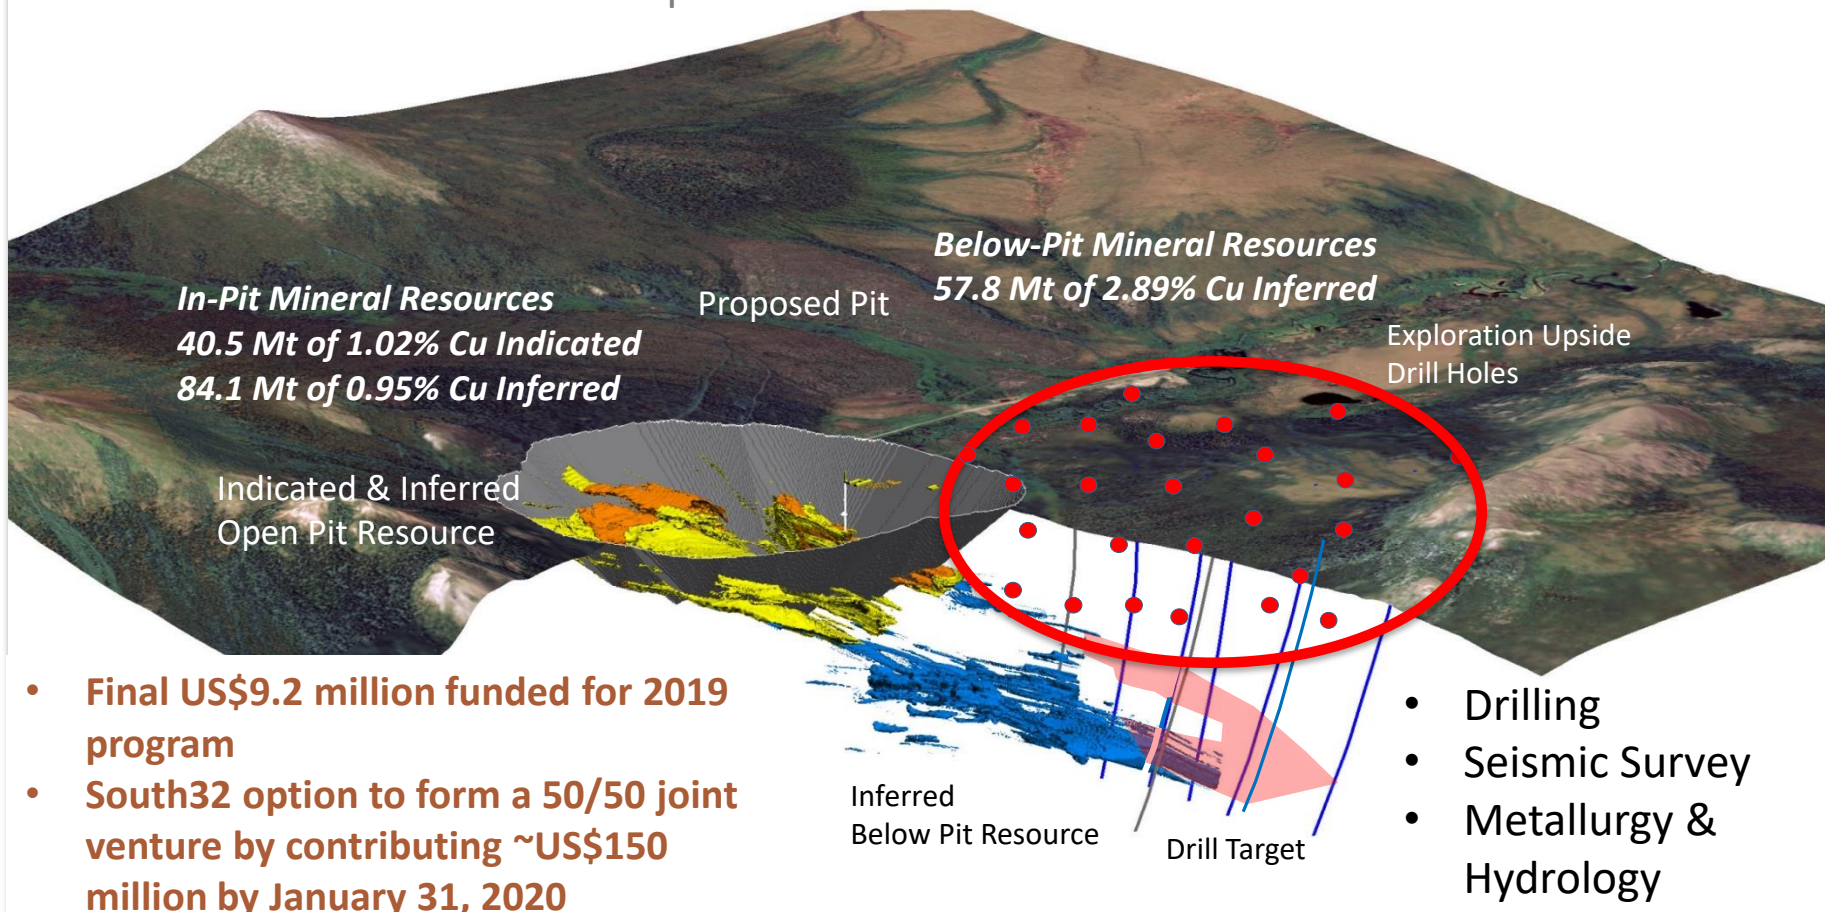 Below-Pit Mineral Resources
57.8 Mt of 2.89% Cu Inferred
In-Pit Mineral Resources
40.5 Mt of 1.02% Cu Indicated
84.1 Mt of 0.95% Cu Inferred
Proposed Pit
Exploration Upside
Drill Holes
Indicated & Inferred
Open Pit Resource
• Final US$9.2 million funded for 2019
program
• South32 option to form a 50/50 joint
venture by contributing ~US$150
million by January 31, 2020
Inferred
Below Pit Resource
Drill Target
• Drilling
• Seismic Survey
• Metallurgy &
Hydrology